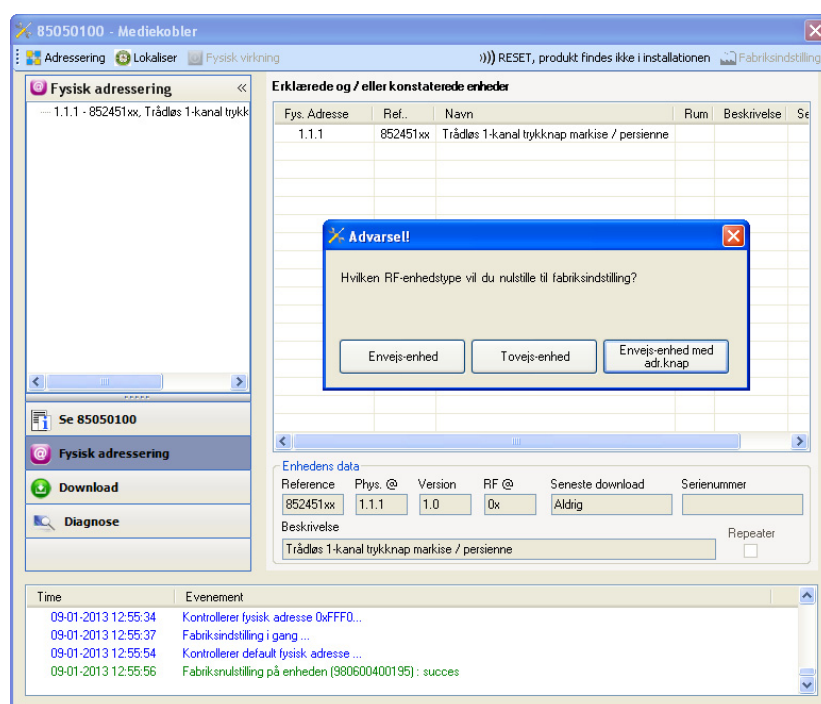 85050100 - Mediekobler
Adressering Lokaliser Fysisk virkning ))) RESET, produkt findes ikke i installationen Fabriksindstilling
Fysisk adressering «
1.1.1 - 852451xx, Trådløs 1-kanal trykk
Erklærede og / eller konstaterede enheder
Fys. Adresse Ref.. Navn Rum Beskrivelse Se
1.1.1 852451xx Trådløs 1-kanal trykknap markise / persienne
Advarsel!
Hvilken RF-enhedstype vil du nulstille til fabriksindstilling?
Envejs-enhed Tovejs-enhed Envejs-enhed med
adr.knap
Se 85050100
Fysisk adressering
Download
Diagnose
Enhedens data
Reference Phys. @ Version RF @ Seneste download Serienummer
852451xx 1.1.1 1.0 0x Aldrig
Beskrivelse
Repeater
Trådløs 1-kanal trykknap markise / persienne
Time Evenement
09-01-2013 12:55:34 Kontrollerer fysisk adresse 0xFFF0...
09-01-2013 12:55:37 Fabriksindstilling i gang ...
09-01-2013 12:55:54 Kontrollerer default fysisk adresse ...
09-01-2013 12:55:56 Fabriksnulstilling på enheden (980600400195) : succes